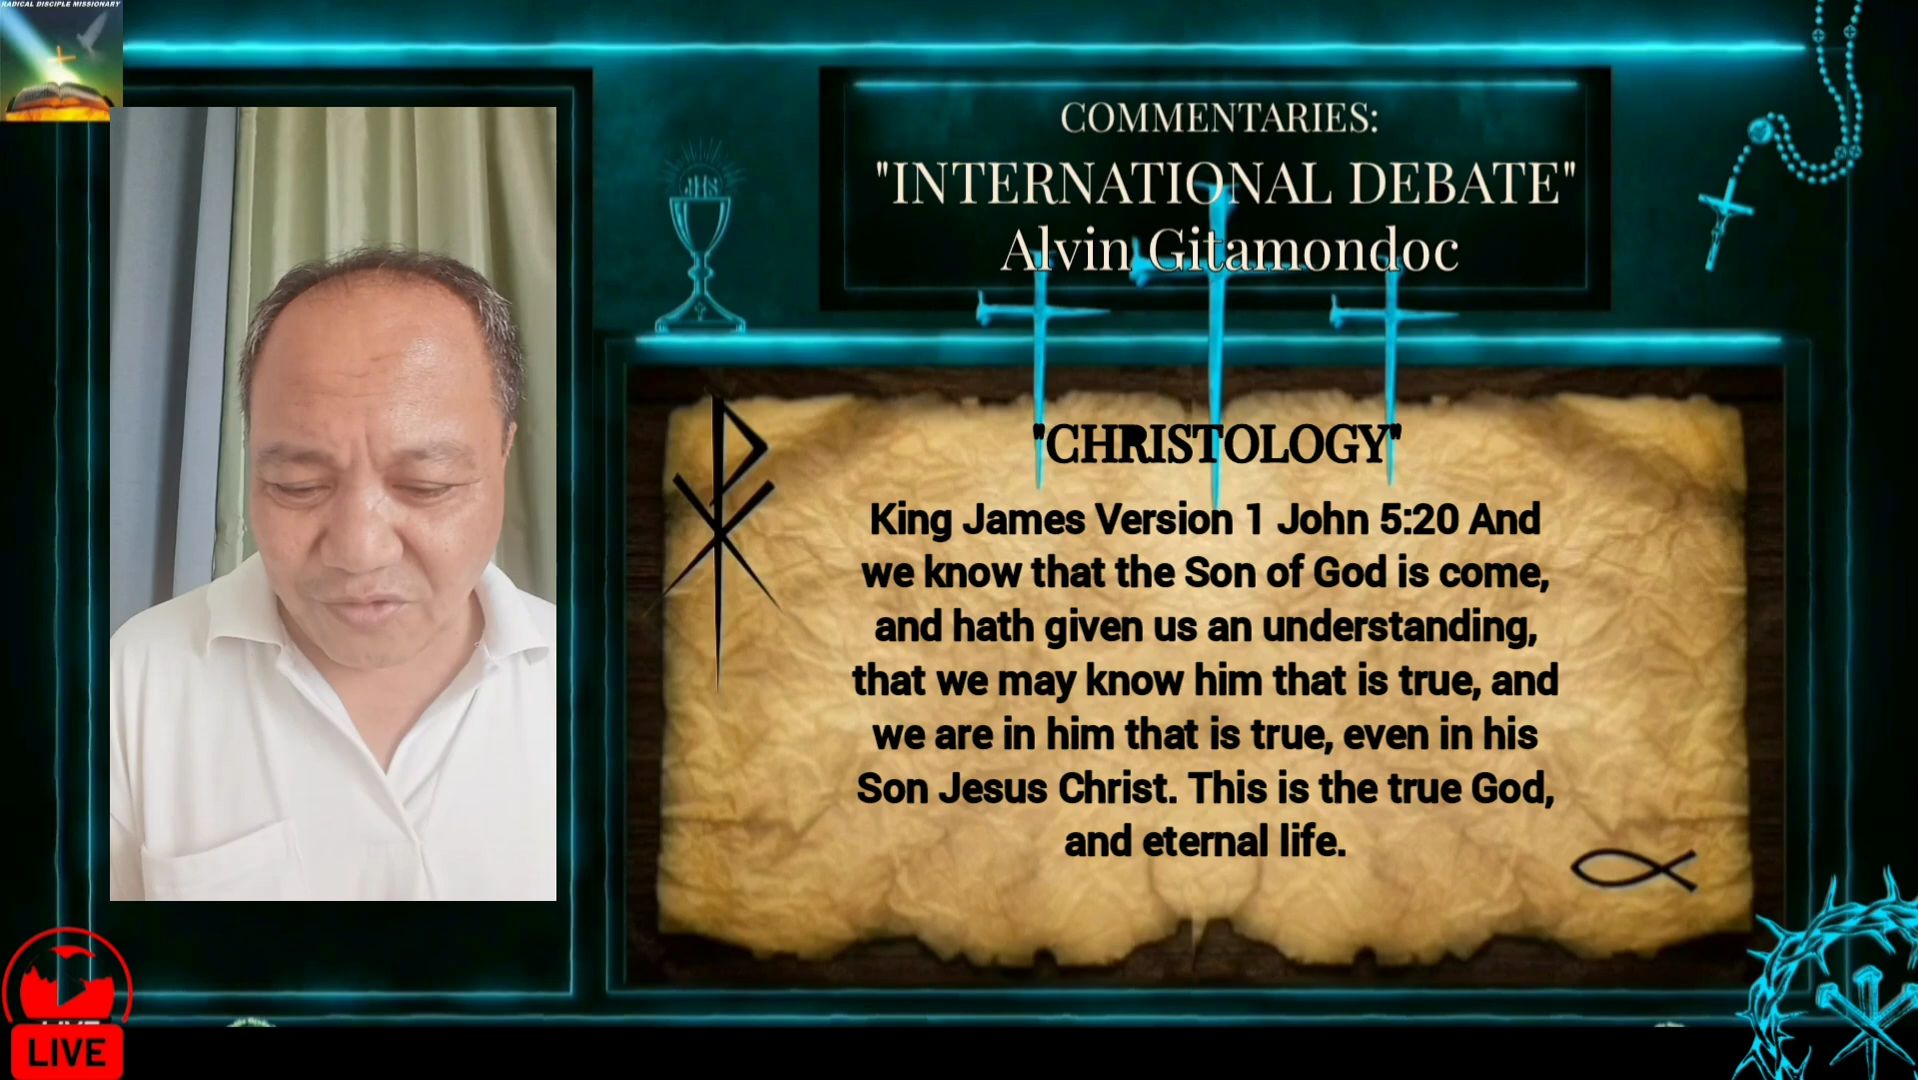 RADICAL DISCIPLE MISSIONARY
COMMENTARIES:
"INTERNATIONAL DEBATE"
Alvin Gitamondoc
JHS
"CHRISTOLOGY"
King James Version 1 John 5:20 And
we know that the Son of God is come,
and hath given us an understanding,
that we may know him that is true, and
we are in him that is true, even in his
Son Jesus Christ. This is the true God,
and eternal life.
LIVE